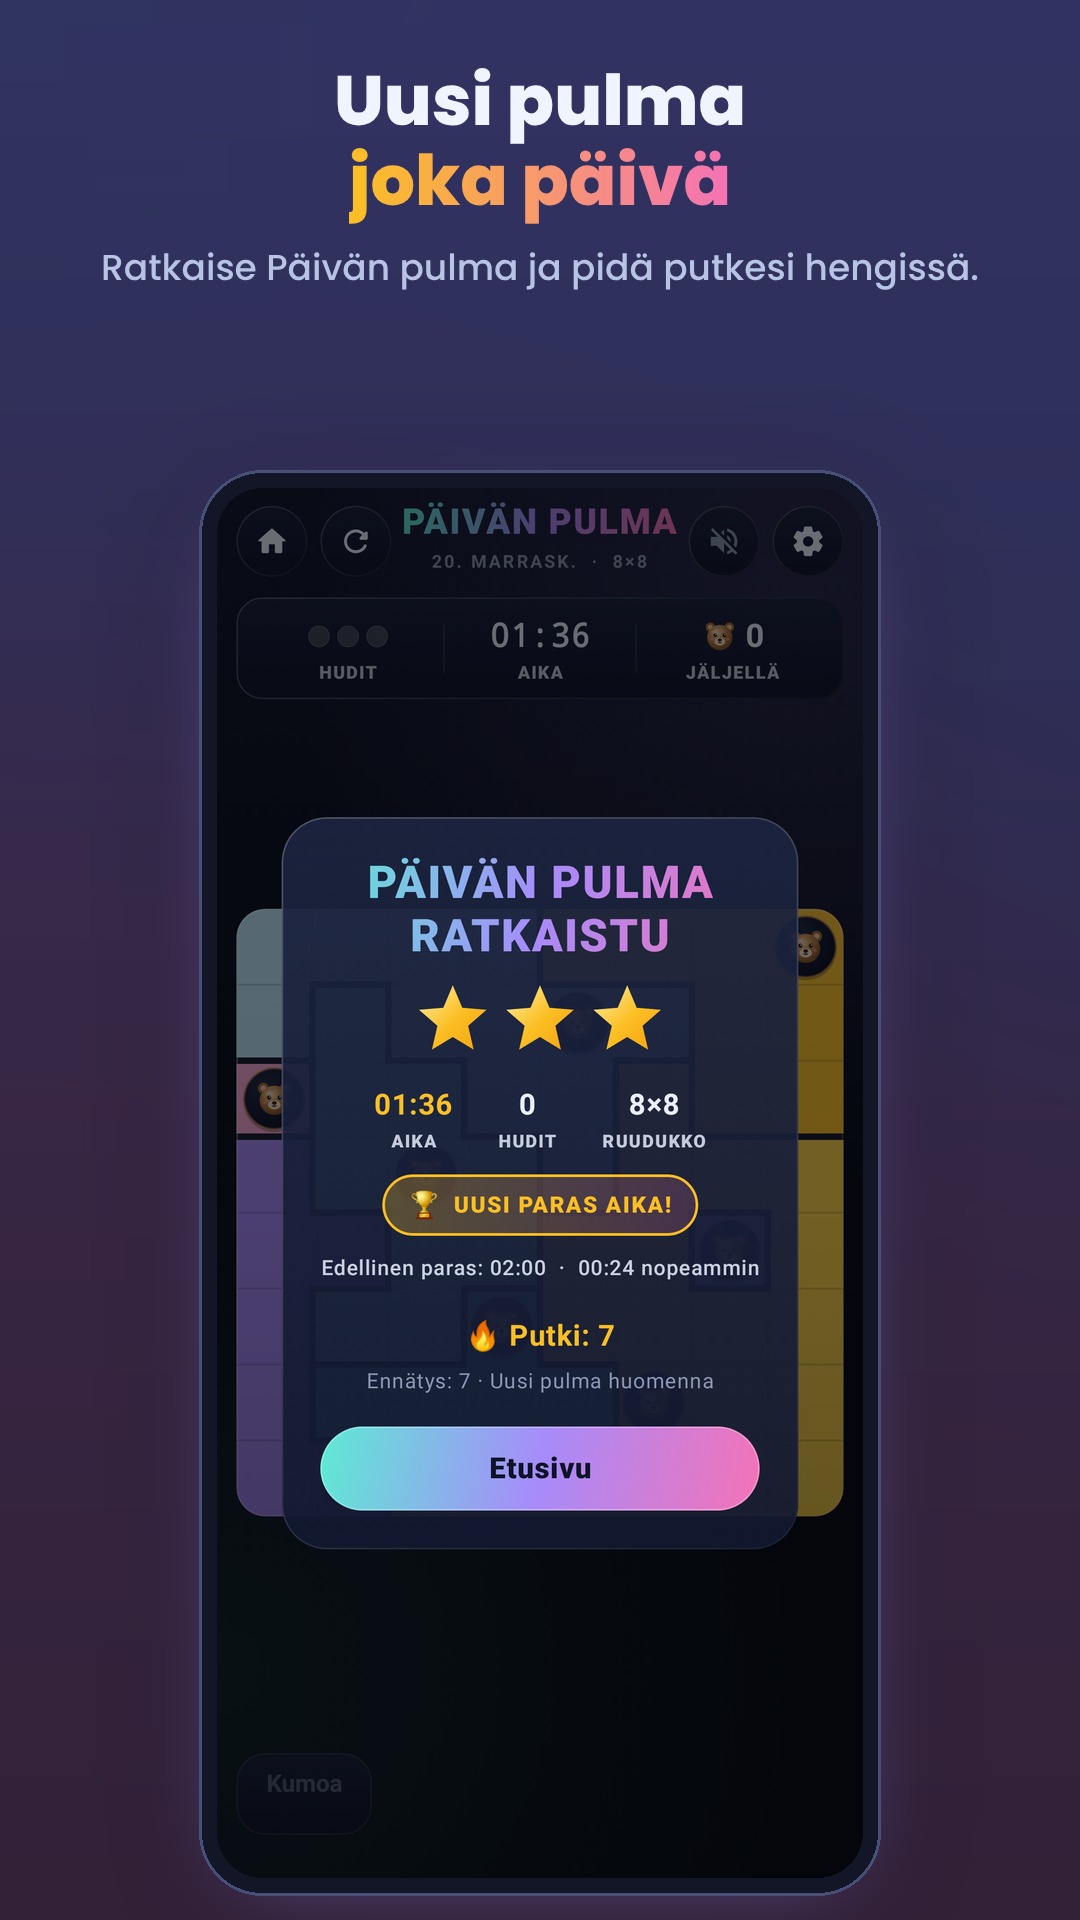 Uusi pulma
joka päivä
Ratkaise Päivän pulma ja pidä putkesi hengissä.
PÄIVÄN PULMA
20. MARRASK. · 8×8
01:36
0
HUDIT
AIKA
JÄLJELLÄ
PÄIVÄN PULMA
RATKAISTU
01:36
0
8×8
AIKA
HUDIT
RUUDUKKO
UUSI PARAS AIKA!
Edellinen paras: 02:00 · 00:24 nopeammin
Putki: 7
Ennätys: 7 · Uusi pulma huomenna
Etusivu
Kumoa